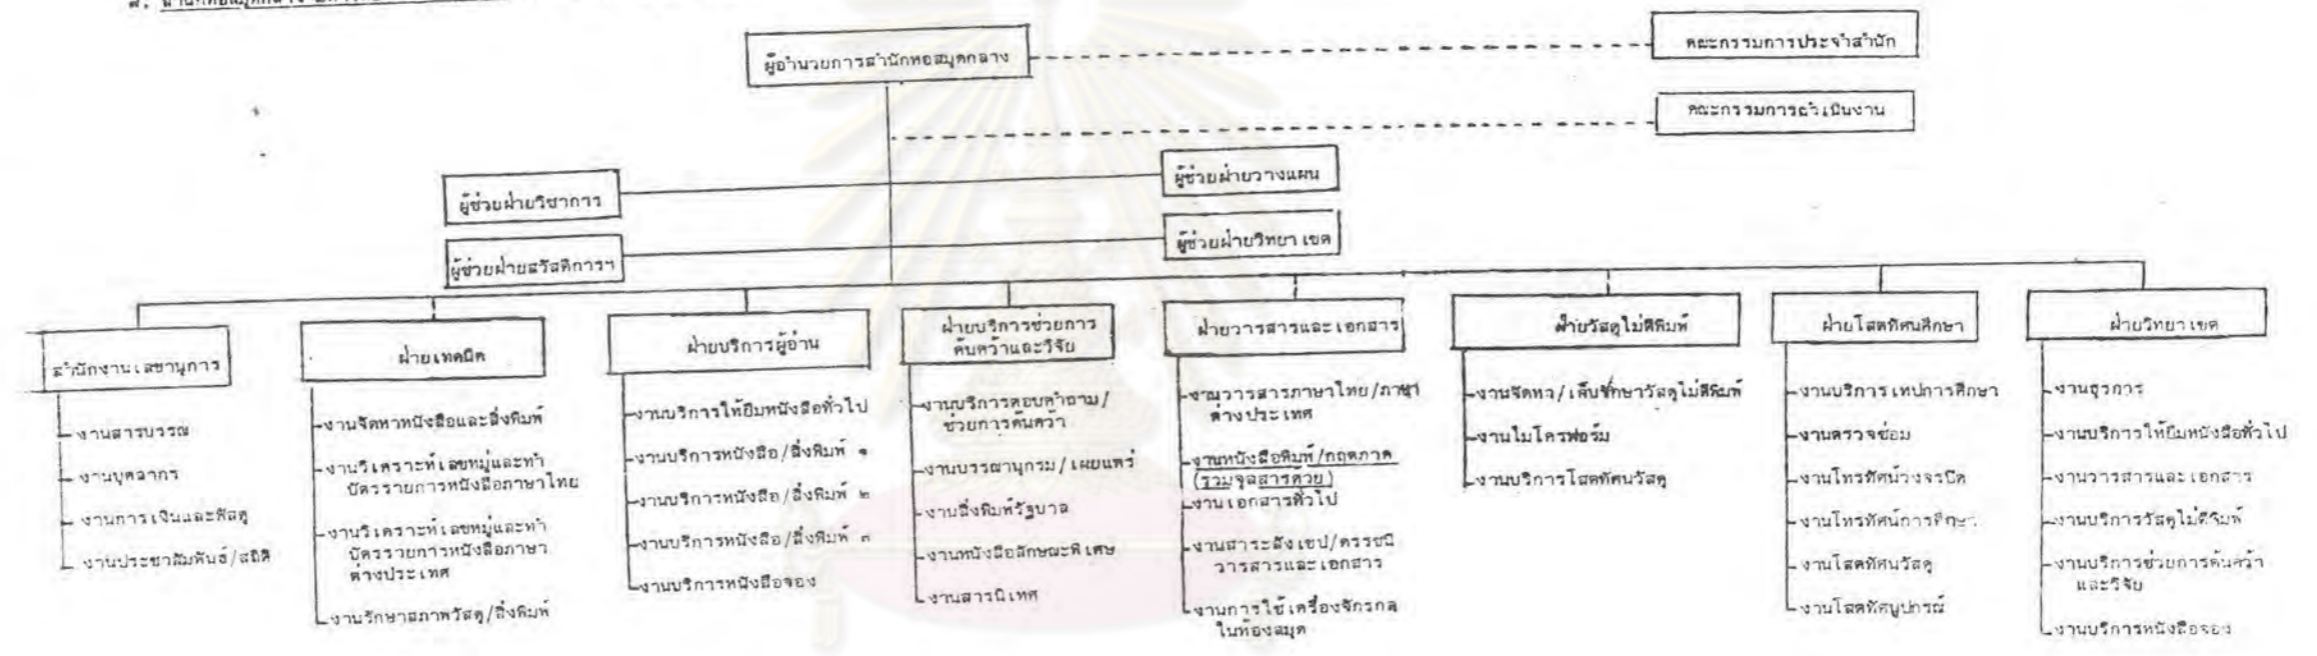 ๘. สำนักหอสมุดกลาง
ผู้อำนวยการสำนักหอสมุดกลาง
คณะกรรมการประจำสำนัก
คณะกรรมการดำเนินงาน
ผู้ช่วยฝ่ายวิชาการ
ผู้ช่วยฝ่ายวางแผน
ผู้ช่วยฝ่ายสวัสดิการฯ
ผู้ช่วยฝ่ายวิทยาเขต
สำนักงานเลขานุการ
-งานสารบรรณ
-งานบุคลากร
-งานการเงินและพัสดุ
-งานประชาสัมพันธ์/สถิติ
ฝ่ายเทคนิค
-งานจัดหาหนังสือและสิ่งพิมพ์
-งานวิเคราะห์เลขหมู่และทำ
บัตรรายการหนังสือภาษาไทย
-งานวิเคราะห์เลขหมู่และทำ
บัตรรายการหนังสือภาษา
ต่างประเทศ
-งานรักษาสภาพวัสดุ/สิ่งพิมพ์
ฝ่ายบริการผู้อ่าน
-งานบริการให้ยืมหนังสือทั่วไป
-งานบริการหนังสือ/สิ่งพิมพ์ ๑
-งานบริการหนังสือ/สิ่งพิมพ์ ๒
-งานบริการหนังสือ/สิ่งพิมพ์ ๓
-งานบริการหนังสือจอง
ฝ่ายบริการช่วยการ
ค้นคว้าและวิจัย
-งานบริการตอบคำถาม/
ช่วยการค้นคว้า
-งานบรรณานุกรม/เผยแพร่
-งานสิ่งพิมพ์รัฐบาล
-งานหนังสือลักษณะพิเศษ
-งานสารนิเทศ
ฝ่ายวารสารและเอกสาร
-งานวารสารภาษาไทย/ภาษา
ต่างประเทศ
-งานหนังสือพิมพ์/กฤตภาค
(รวมจุลสารด้วย)
-งานเอกสารทั่วไป
-งานสาระสังเขป/ดรรชนี
วารสารและเอกสาร
-งานการใช้เครื่องจักรกล
ในห้องสมุด
ฝ่ายวัสดุไม่ตีพิมพ์
-งานจัดหา/เก็บรักษาวัสดุไม่ตีพิมพ์
-งานไมโครฟอร์ม
-งานบริการโสตทัศนวัสดุ
ฝ่ายโสตทัศนศึกษา
-งานบริการเทปการศึกษา
-งานตรวจซ่อม
-งานโทรทัศน์วงจรปิด
-งานโทรทัศน์การศึกษา
-งานโสตทัศนวัสดุ
-งานโสตทัศนูปกรณ์
ฝ่ายวิทยาเขต
-งานธุรการ
-งานบริการให้ยืมหนังสือทั่วไป
-งานวารสารและเอกสาร
-งานบริการวัสดุไม่ตีพิมพ์
-งานบริการช่วยการค้นคว้า
และวิจัย
-งานบริการหนังสือจอง